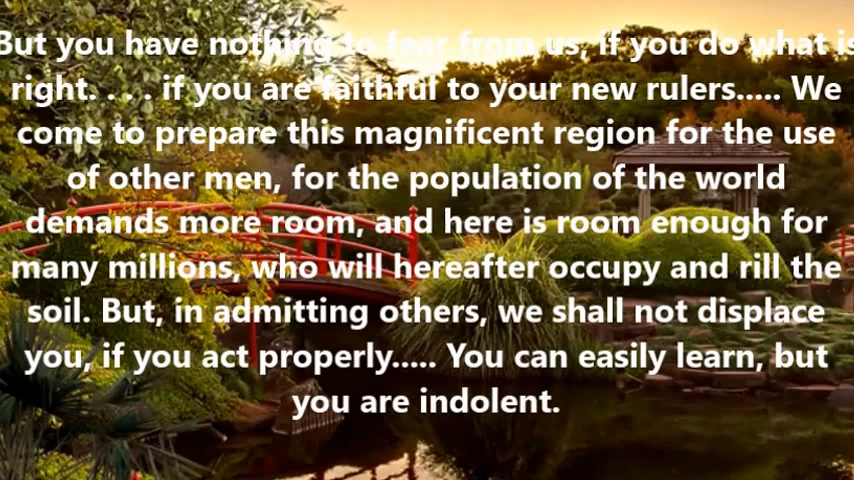 But you have nothing to fear from us, if you do what is
right. . . . if you are faithful to your new rulers..... We
come to prepare this magnificent region for the use
of other men, for the population of the world
demands more room, and here is room enough for
many millions, who will hereafter occupy and rill the
soil. But, in admitting others, we shall not displace
you, if you act properly..... You can easily learn, but
you are indolent.